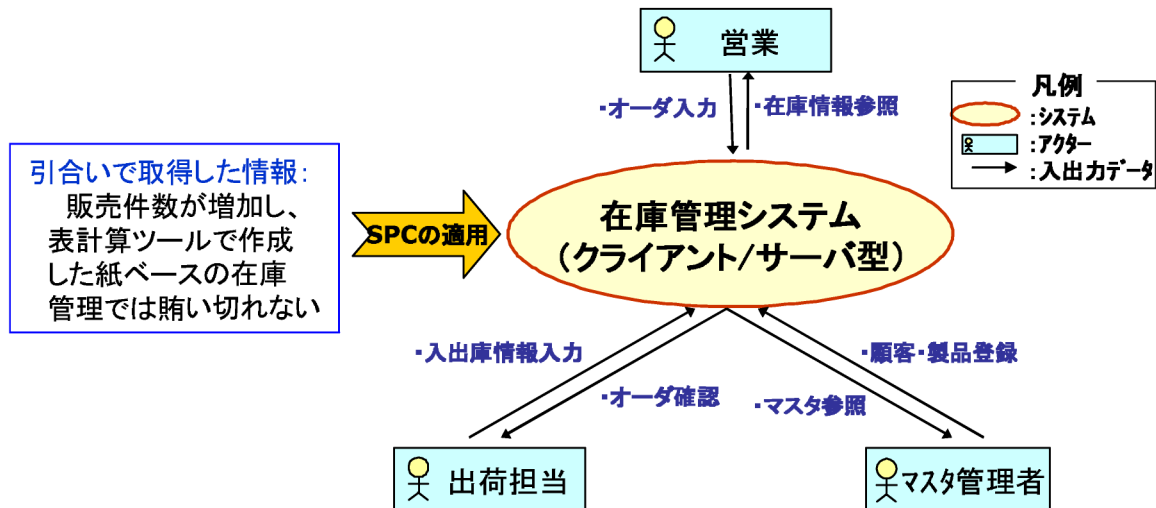 営業
・オーダ入力
・在庫情報参照
凡例
:システム
:アクター
:入出力データ
引合いで取得した情報:
販売件数が増加し、
表計算ツールで作成
した紙ベースの在庫
管理では賄い切れない
SPCの適用
在庫管理システム
(クライアント/サーバ型)
・入出庫情報入力
・オーダ確認
・顧客・製品登録
・マスタ参照
出荷担当
マスタ管理者